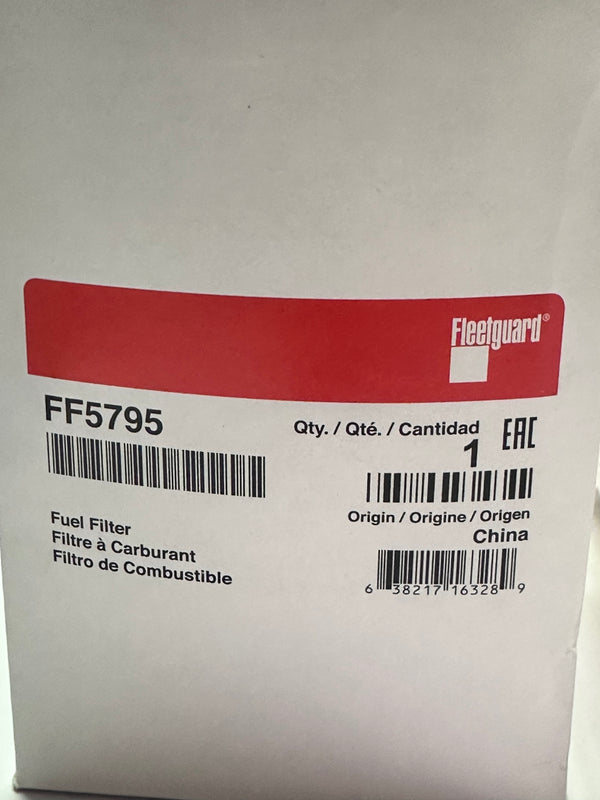 Fleetguard®
FF5795
Qty. / Qté. / Cantidad
1
EAC
Origin / Origine / Origen
China
Fuel Filter
Filtre à Carburant
Filtro de Combustible
6 38217 16328 9